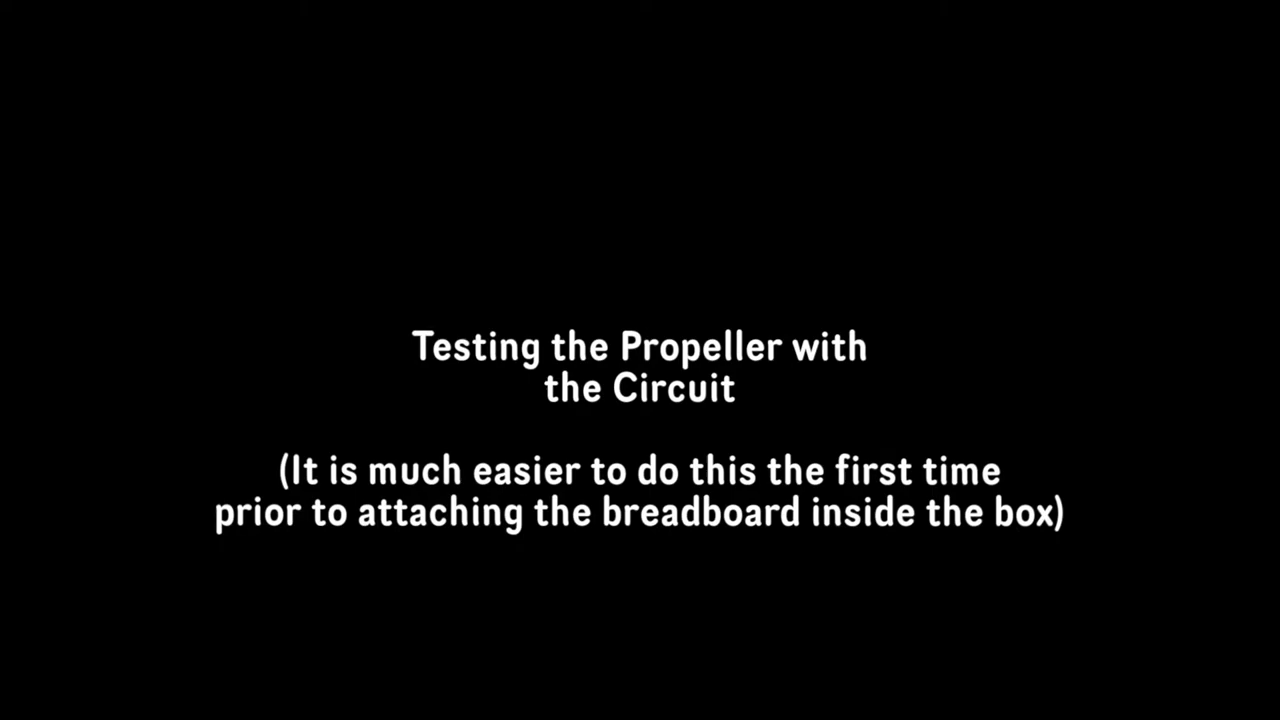 Testing the Propeller with
the Circuit
(It is much easier to do this the first time
prior to attaching the breadboard inside the box)